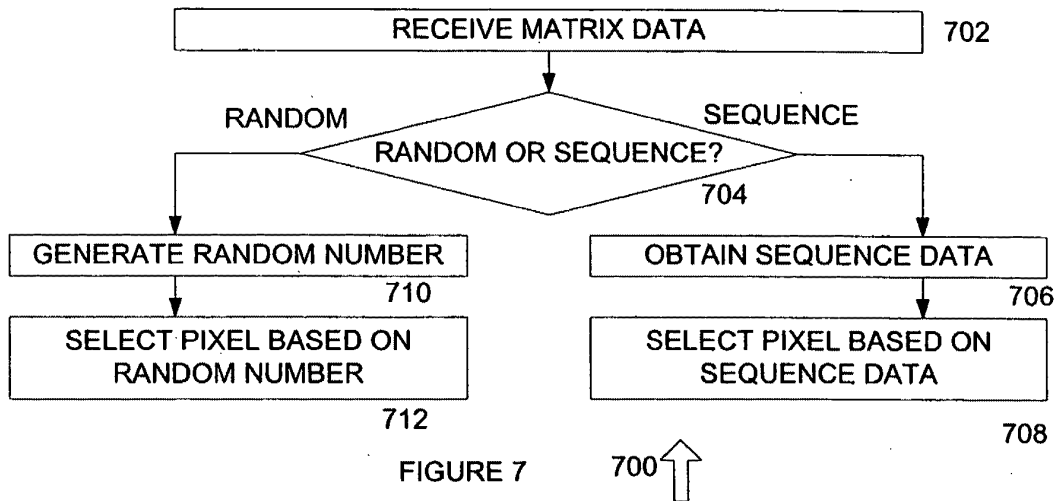 RECEIVE MATRIX DATA
702
RANDOM
SEQUENCE
RANDOM OR SEQUENCE?
704
GENERATE RANDOM NUMBER
710
OBTAIN SEQUENCE DATA
706
SELECT PIXEL BASED ON
RANDOM NUMBER
712
SELECT PIXEL BASED ON
SEQUENCE DATA
708
FIGURE 7
700